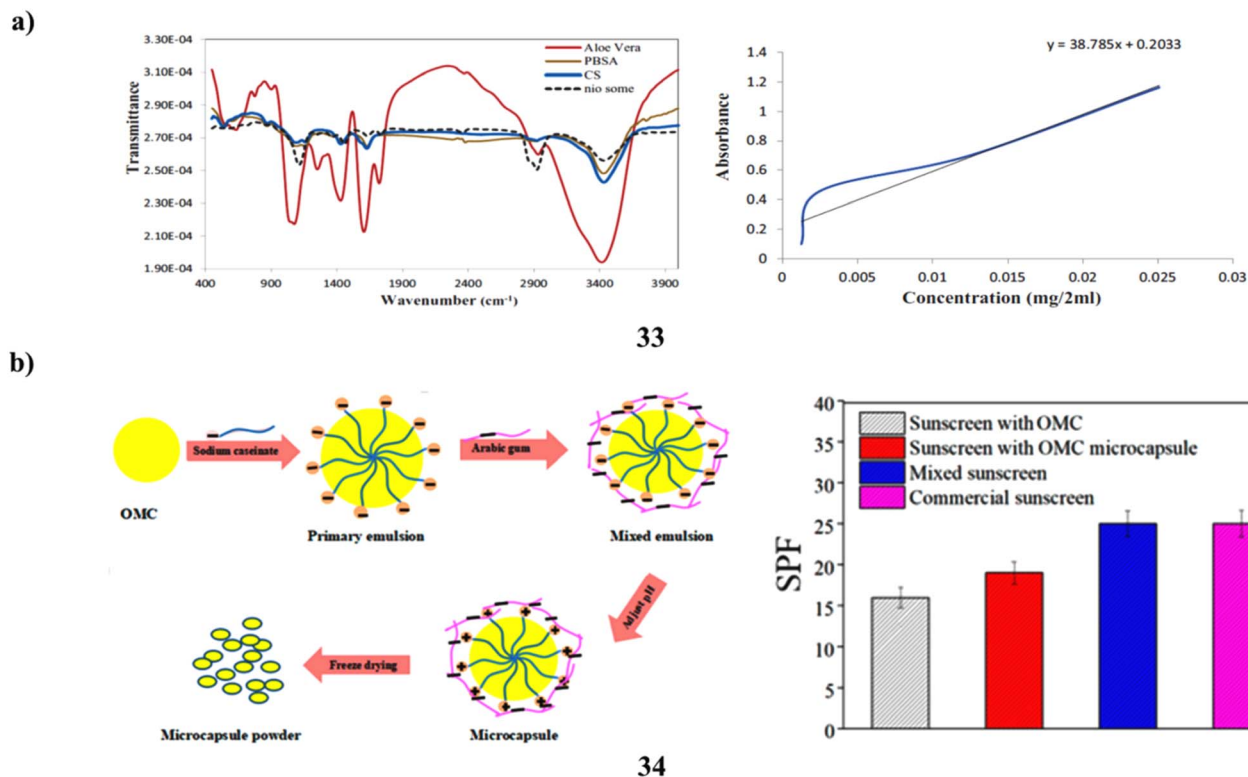 a)
3.30E-04
3.10E-04
2.90E-04
2.70E-04
2.50E-04
2.30E-04
2.10E-04
1.90E-04
Transmittance
Aloe Vera
PBSA
CS
nio some
400 900 1400 1900 2400 2900 3400 3900
Wavenumber (cm⁻¹)
y = 38.785x + 0.2033
1.4
1.2
1
0.8
0.6
0.4
0.2
0
Absorbance
0 0.005 0.01 0.015 0.02 0.025 0.03
Concentration (mg/2ml)
33
b)
OMC
Sodium caseinate
Primary emulsion
Arabic gum
Mixed emulsion
Adjust pH
Microcapsule
Freeze drying
Microcapsule powder
40
35
30
25
20
15
10
5
0
SPF
Sunscreen with OMC
Sunscreen with OMC microcapsule
Mixed sunscreen
Commercial sunscreen
34